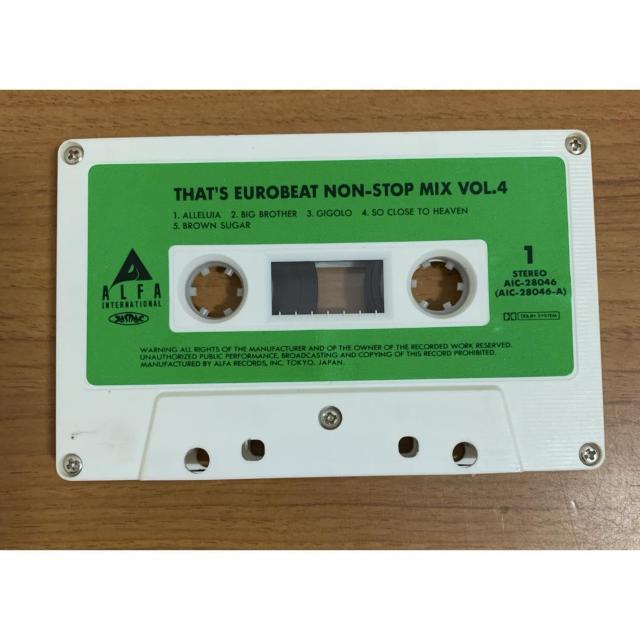 THAT'S EUROBEAT NON-STOP MIX VOL.4
1. ALLELUIA 2. BIG BROTHER 3. GIGOLO 4. SO CLOSE TO HEAVEN
5. BROWN SUGAR
ALFA
INTERNATIONAL
1
STEREO
AIC-28046
(AIC-28046-A)
DOLBY SYSTEM
WARNING ALL RIGHTS OF THE MANUFACTURER AND OF THE OWNER OF THE RECORDED WORK RESERVED.
UNAUTHORIZED PUBLIC PERFORMANCE, BROADCASTING AND COPYING OF THIS RECORD PROHIBITED.
MANUFACTURED BY ALFA RECORDS, INC, TOKYO, JAPAN.